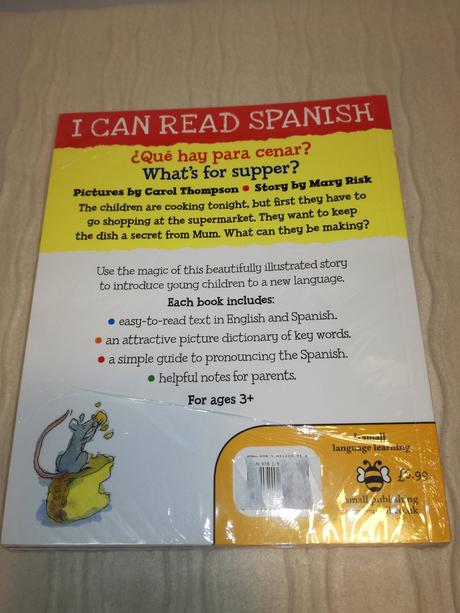 I CAN READ SPANISH
¿Qué hay para cenar?
What's for supper?
Pictures by Carol Thompson • Story by Mary Risk
The children are cooking tonight, but first they have to
go shopping at the supermarket. They want to keep
the dish a secret from Mum. What can they be making?
Use the magic of this beautifully illustrated story
to introduce young children to a new language.
Each book includes:
• easy-to-read text in English and Spanish.
• an attractive picture dictionary of key words.
• a simple guide to pronouncing the Spanish.
• helpful notes for parents.
For ages 3+
small
language learning
small publishing